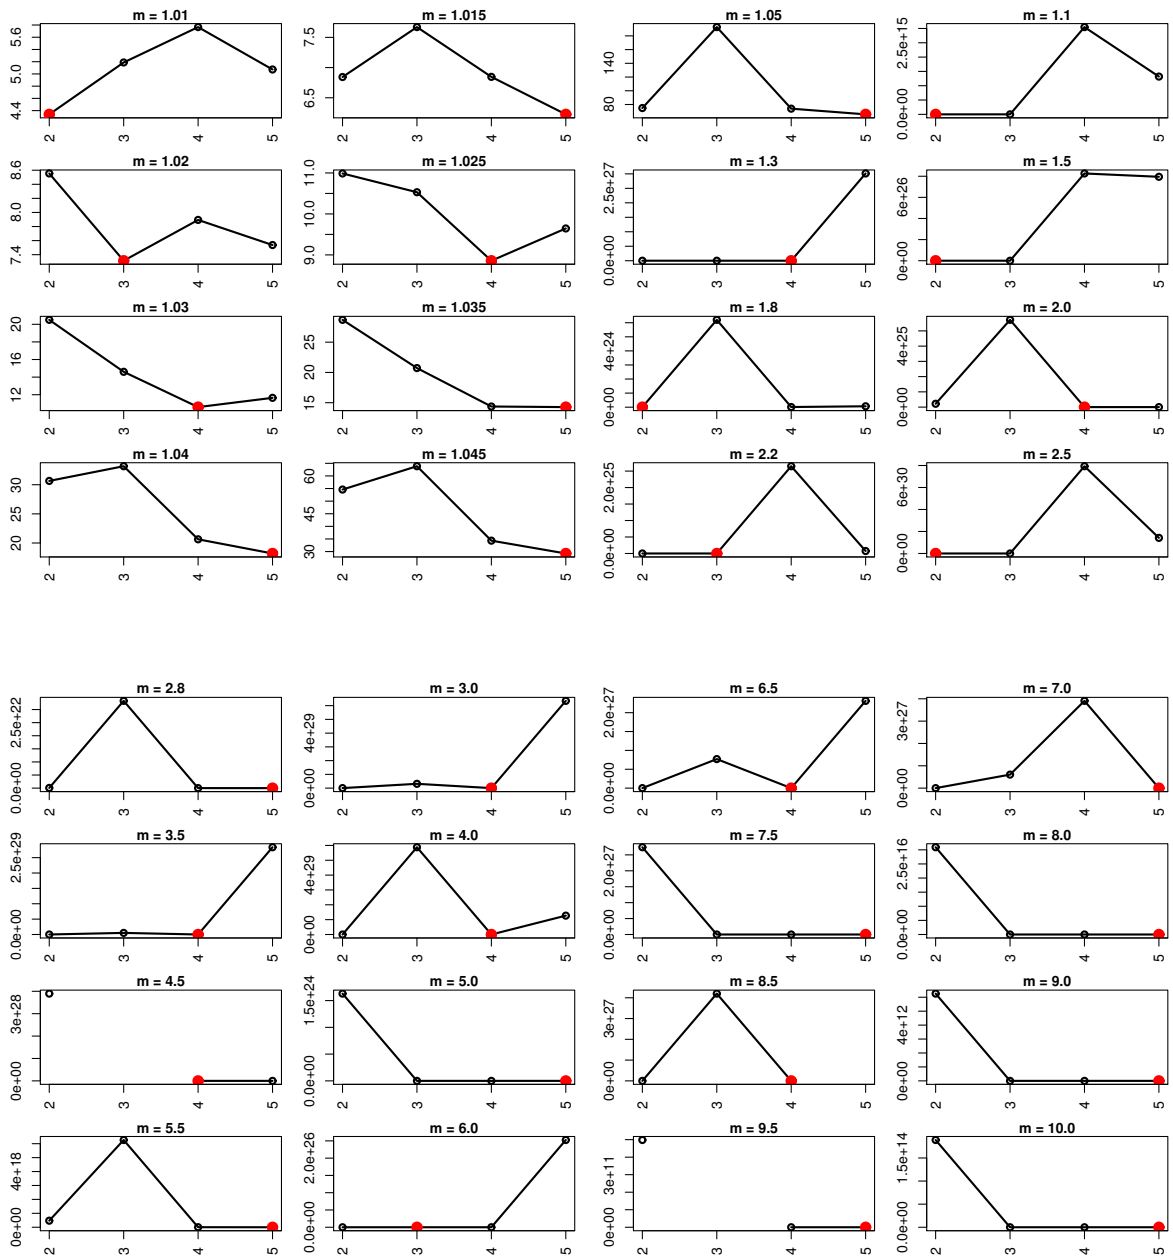 m = 1.01
5.6
5.0
4.4
2 3 4 5
m = 1.015
7.5
6.5
2 3 4 5
m = 1.05
140
80
2 3 4 5
m = 1.1
2.5e+15
0.0e+00
2 3 4 5
m = 1.02
8.6
8.0
7.4
2 3 4 5
m = 1.025
11.0
10.0
9.0
2 3 4 5
m = 1.3
2.5e+27
0.0e+00
2 3 4 5
m = 1.5
6e+26
0e+00
2 3 4 5
m = 1.03
20
16
12
2 3 4 5
m = 1.035
25
20
15
2 3 4 5
m = 1.8
4e+24
0e+00
2 3 4 5
m = 2.0
4e+25
0e+00
2 3 4 5
m = 1.04
30
25
20
2 3 4 5
m = 1.045
60
45
30
2 3 4 5
m = 2.2
2.0e+25
0.0e+00
2 3 4 5
m = 2.5
6e+30
0e+00
2 3 4 5
m = 2.8
2.5e+22
0.0e+00
2 3 4 5
m = 3.0
4e+29
0e+00
2 3 4 5
m = 6.5
2.0e+27
0.0e+00
2 3 4 5
m = 7.0
3e+27
0e+00
2 3 4 5
m = 3.5
2.5e+29
0.0e+00
2 3 4 5
m = 4.0
4e+29
0e+00
2 3 4 5
m = 7.5
2.0e+27
0.0e+00
2 3 4 5
m = 8.0
2.5e+16
0.0e+00
2 3 4 5
m = 4.5
3e+28
0e+00
2 3 4 5
m = 5.0
1.5e+24
0.0e+00
2 3 4 5
m = 8.5
3e+27
0e+00
2 3 4 5
m = 9.0
4e+12
0e+00
2 3 4 5
m = 5.5
4e+18
0e+00
2 3 4 5
m = 6.0
2.0e+26
0.0e+00
2 3 4 5
m = 9.5
3e+11
0e+00
2 3 4 5
m = 10.0
1.5e+14
0.0e+00
2 3 4 5